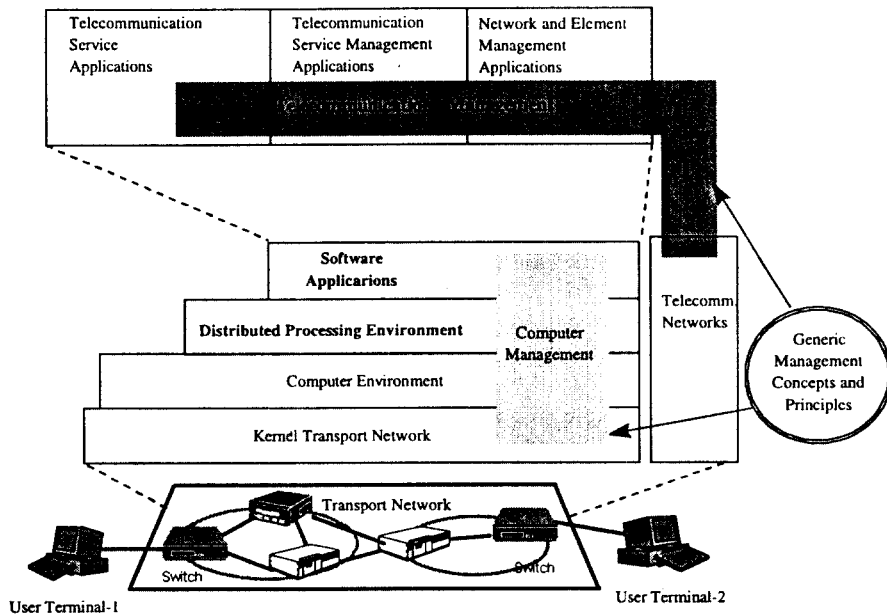 Telecommunication
Service
Applications
Telecommunication
Service Management
Applications
Network and Element
Management
Applications
Telecommunication Management
Software
Applicarions
Distributed Processing Environment
Computer
Management
Computer Environment
Kernel Transport Network
Telecomm.
Networks
Generic
Management
Concepts and
Principles
Transport Network
Switch
Switch
User Terminal-1
User Terminal-2